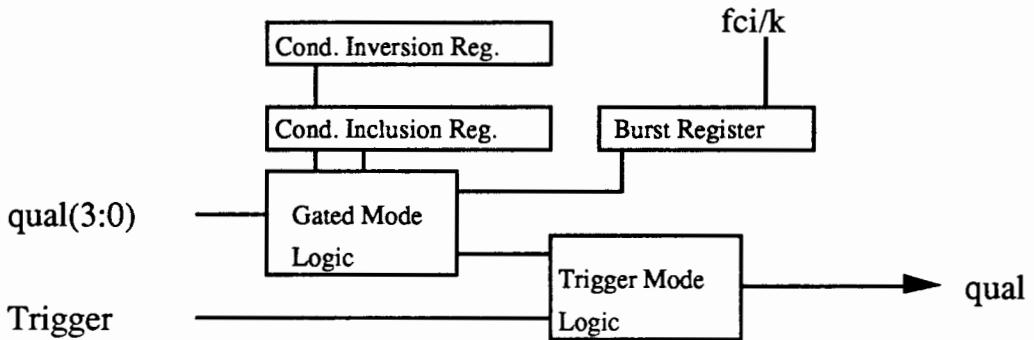 fci/k
Cond. Inversion Reg.
Cond. Inclusion Reg.
Burst Register
qual(3:0)
Gated Mode
Logic
Trigger Mode
Logic
qual
Trigger